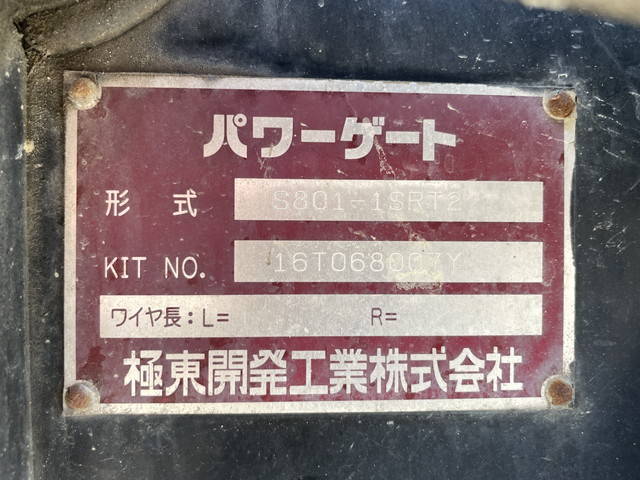 パワーゲート
形 式 S801-1SRT2
KIT NO. 16T068007Y
ワイヤ長:L= R=
極東開発工業株式会社